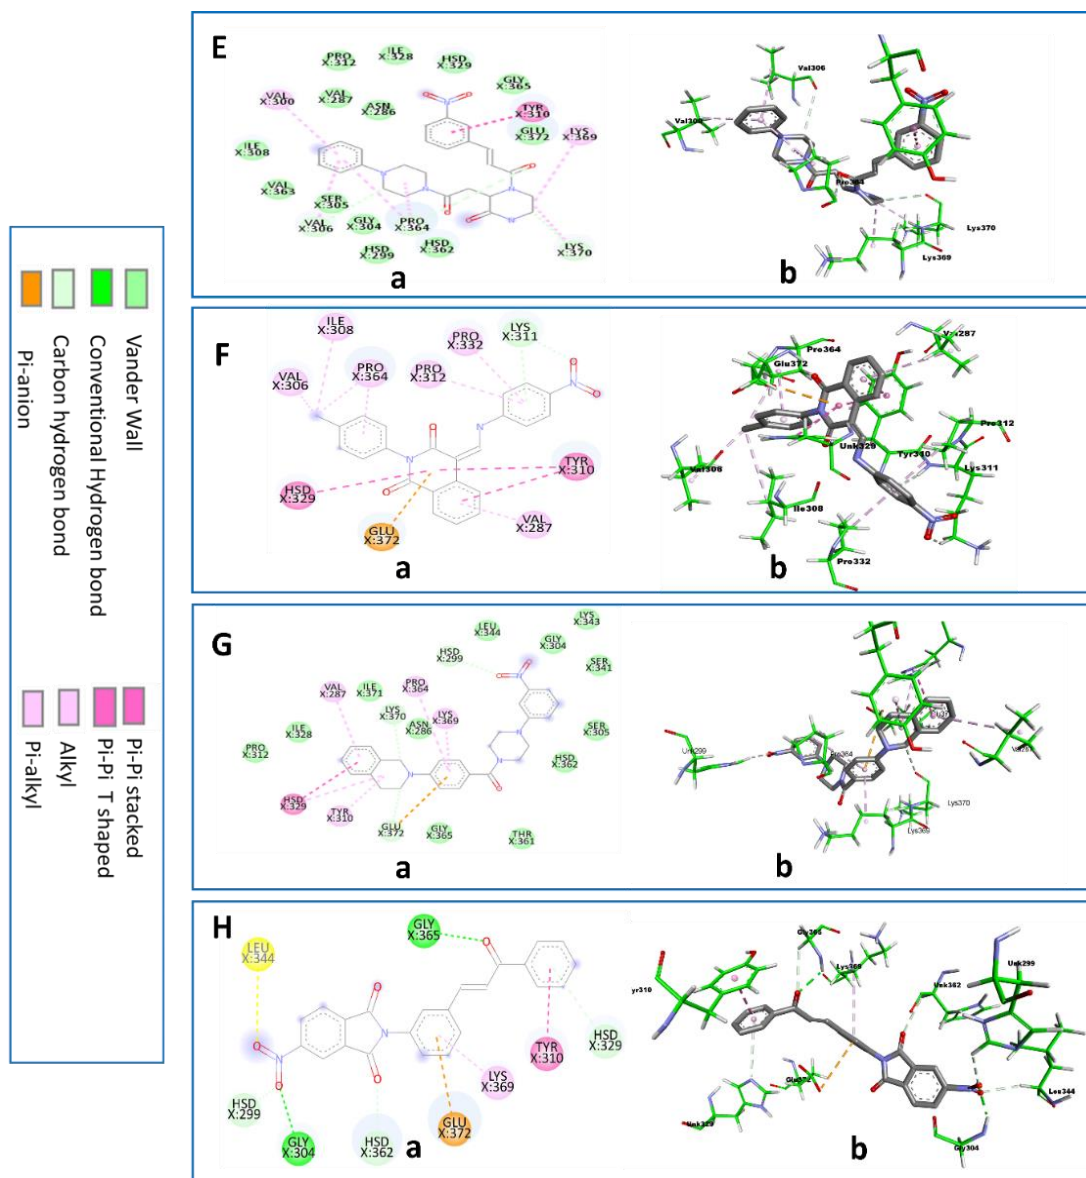 Vander Wall
Conventional Hydrogen bond
Carbon hydrogen bond
Pi-anion
Pi-Pi stacked
Pi-Pi T shaped
Alkyl
Pi-alkyl
E
PRO
X:312
ILE
X:328
HSD
X:329
GLY
X:365
VAL
X:300
VAL
X:287
ASN
X:286
TYR
X:310
GLU
X:372
LYS
X:369
ILE
X:308
VAL
X:363
SER
X:305
VAL
X:306
GLY
X:304
PRO
X:364
HSD
X:299
HSD
X:362
LYS
X:370
a
Val306
Lys370
Lys369
b
F
ILE
X:308
PRO
X:332
LYS
X:311
VAL
X:306
PRO
X:364
PRO
X:312
HSD
X:329
TYR
X:310
GLU
X:372
VAL
X:287
a
Pro364
Glu372
Pro312
Unk329
Tyr310
Lys311
Ile308
Pro332
b
G
LEU
X:344
LYS
X:343
HSD
X:299
GLY
X:304
SER
X:341
VAL
X:287
ILE
X:371
PRO
X:364
LYS
X:370
LYS
X:369
ASN
X:286
ILE
X:328
PRO
X:312
SER
X:305
HSD
X:362
HSD
X:329
TYR
X:310
GLU
X:372
GLY
X:365
THR
X:361
a
Unk299
Lys370
Lys369
b
H
GLY
X:365
LEU
X:344
HSD
X:329
TYR
X:310
LYS
X:369
HSD
X:299
GLY
X:304
HSD
X:362
GLU
X:372
a
yr310
Unk299
Unk362
Glu372
Unk329
Leu344
Gly304
b